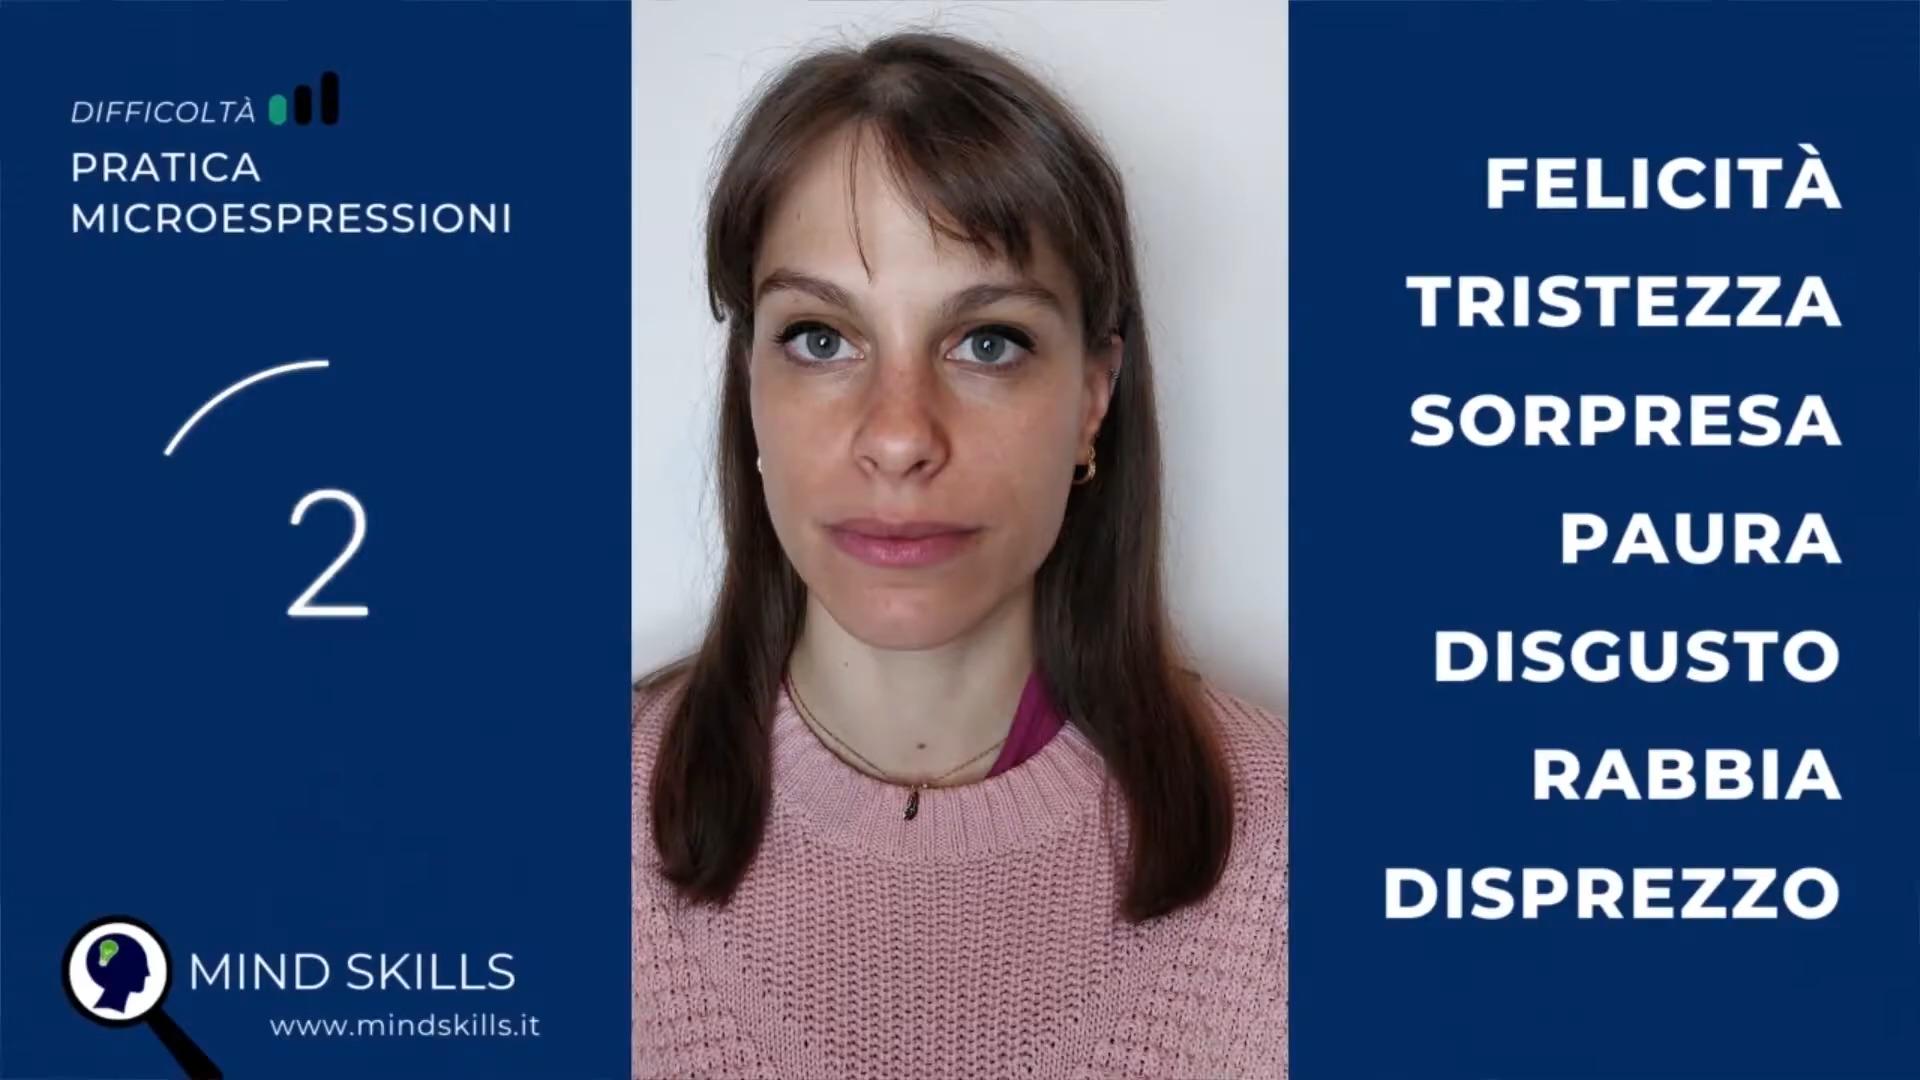 DIFFICOLTÀ
PRATICA
MICROESPRESSIONI
2
MIND SKILLS
www.mindskills.it
FELICITÀ
TRISTEZZA
SORPRESA
PAURA
DISGUSTO
RABBIA
DISPREZZO